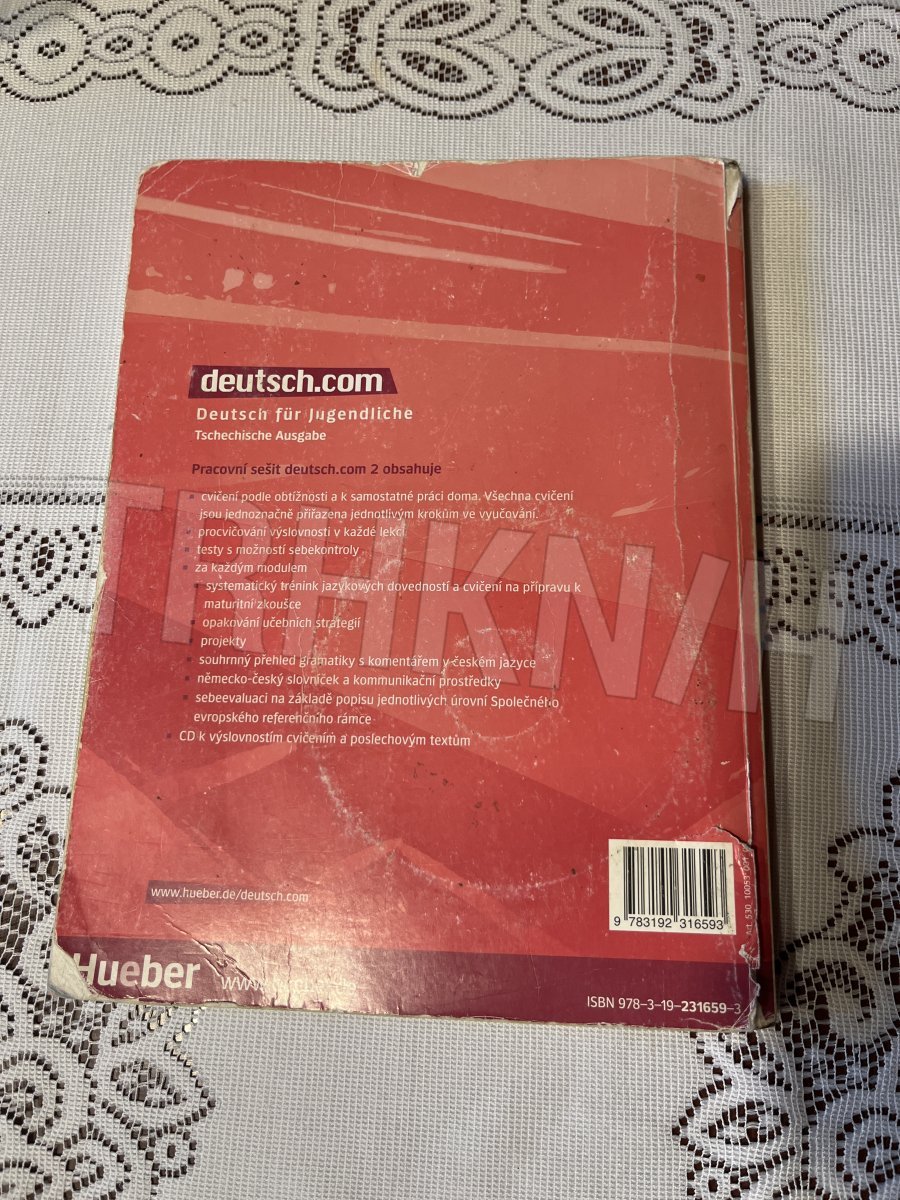 deutsch.com
Deutsch für Jugendliche
Tschechische Ausgabe
Pracovní sešit deutsch.com 2 obsahuje
cvičení podle obtížnosti a k samostatné práci doma. Všechna cvičení
jsou jednoznačně přiřazena jednotlivým krokům ve vyučování.
procvičování výslovnosti v každé lekci
testy s možností sebekontroly
za každým modulem
systematický trénink jazykových dovedností a cvičení na přípravu k
maturitní zkoušce
opakování učebních strategií
projekty
souhrnný přehled gramatiky s komentářem v českém jazyce
německo-český slovníček a komunikační prostředky
sebeevaluaci na základě popisu jednotlivých úrovní Společného
evropského referenčního rámce
CD k výslovnostím cvičením a poslechovým textům
TRHKNIH
www.hueber.de/deutsch.com
9 783192 316593
Art. 530_10053_001
Hueber
ISBN 978–3–19–231659–3